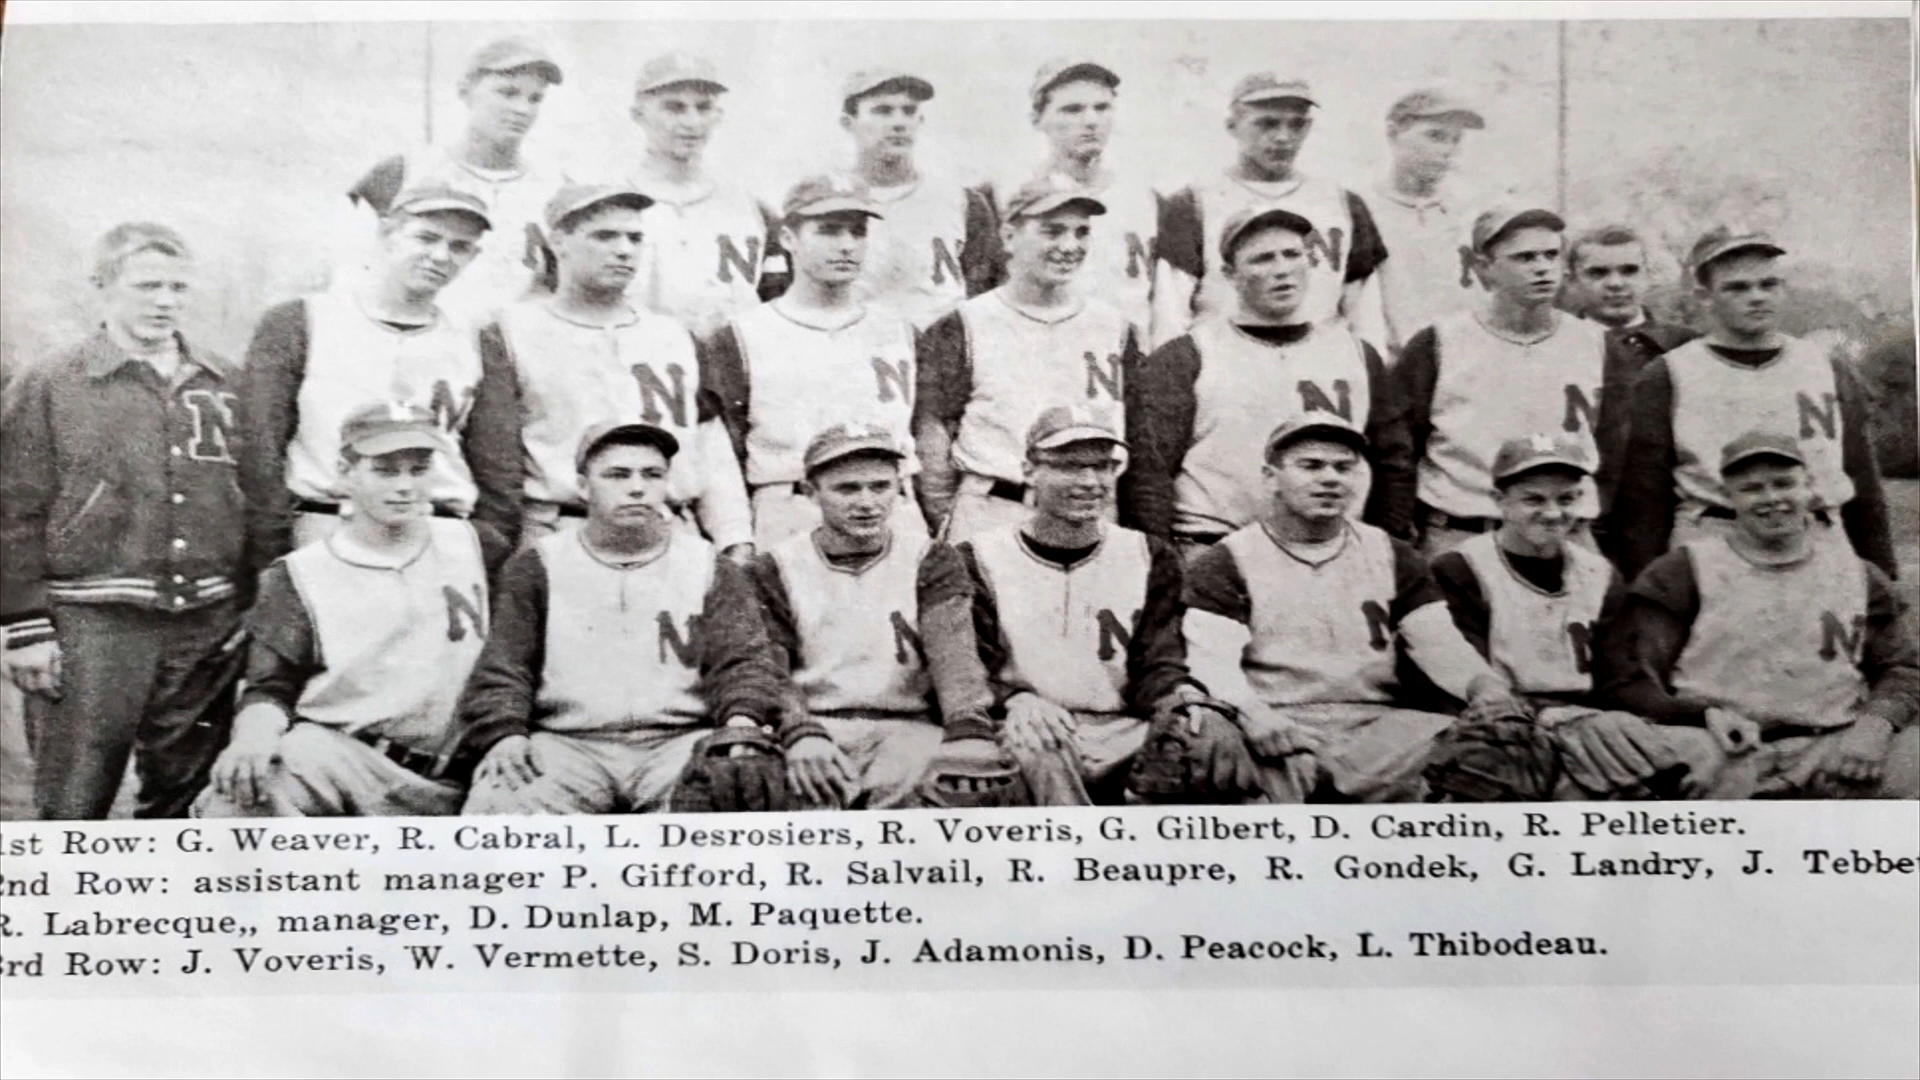 1st Row: G. Weaver, R. Cabral, L. Desrosiers, R. Voveris, G. Gilbert, D. Cardin, R. Pelletier.
2nd Row: assistant manager P. Gifford, R. Salvail, R. Beaupre, R. Gondek, G. Landry, J. Tebbe
R. Labrecque,, manager, D. Dunlap, M. Paquette.
3rd Row: J. Voveris, W. Vermette, S. Doris, J. Adamonis, D. Peacock, L. Thibodeau.